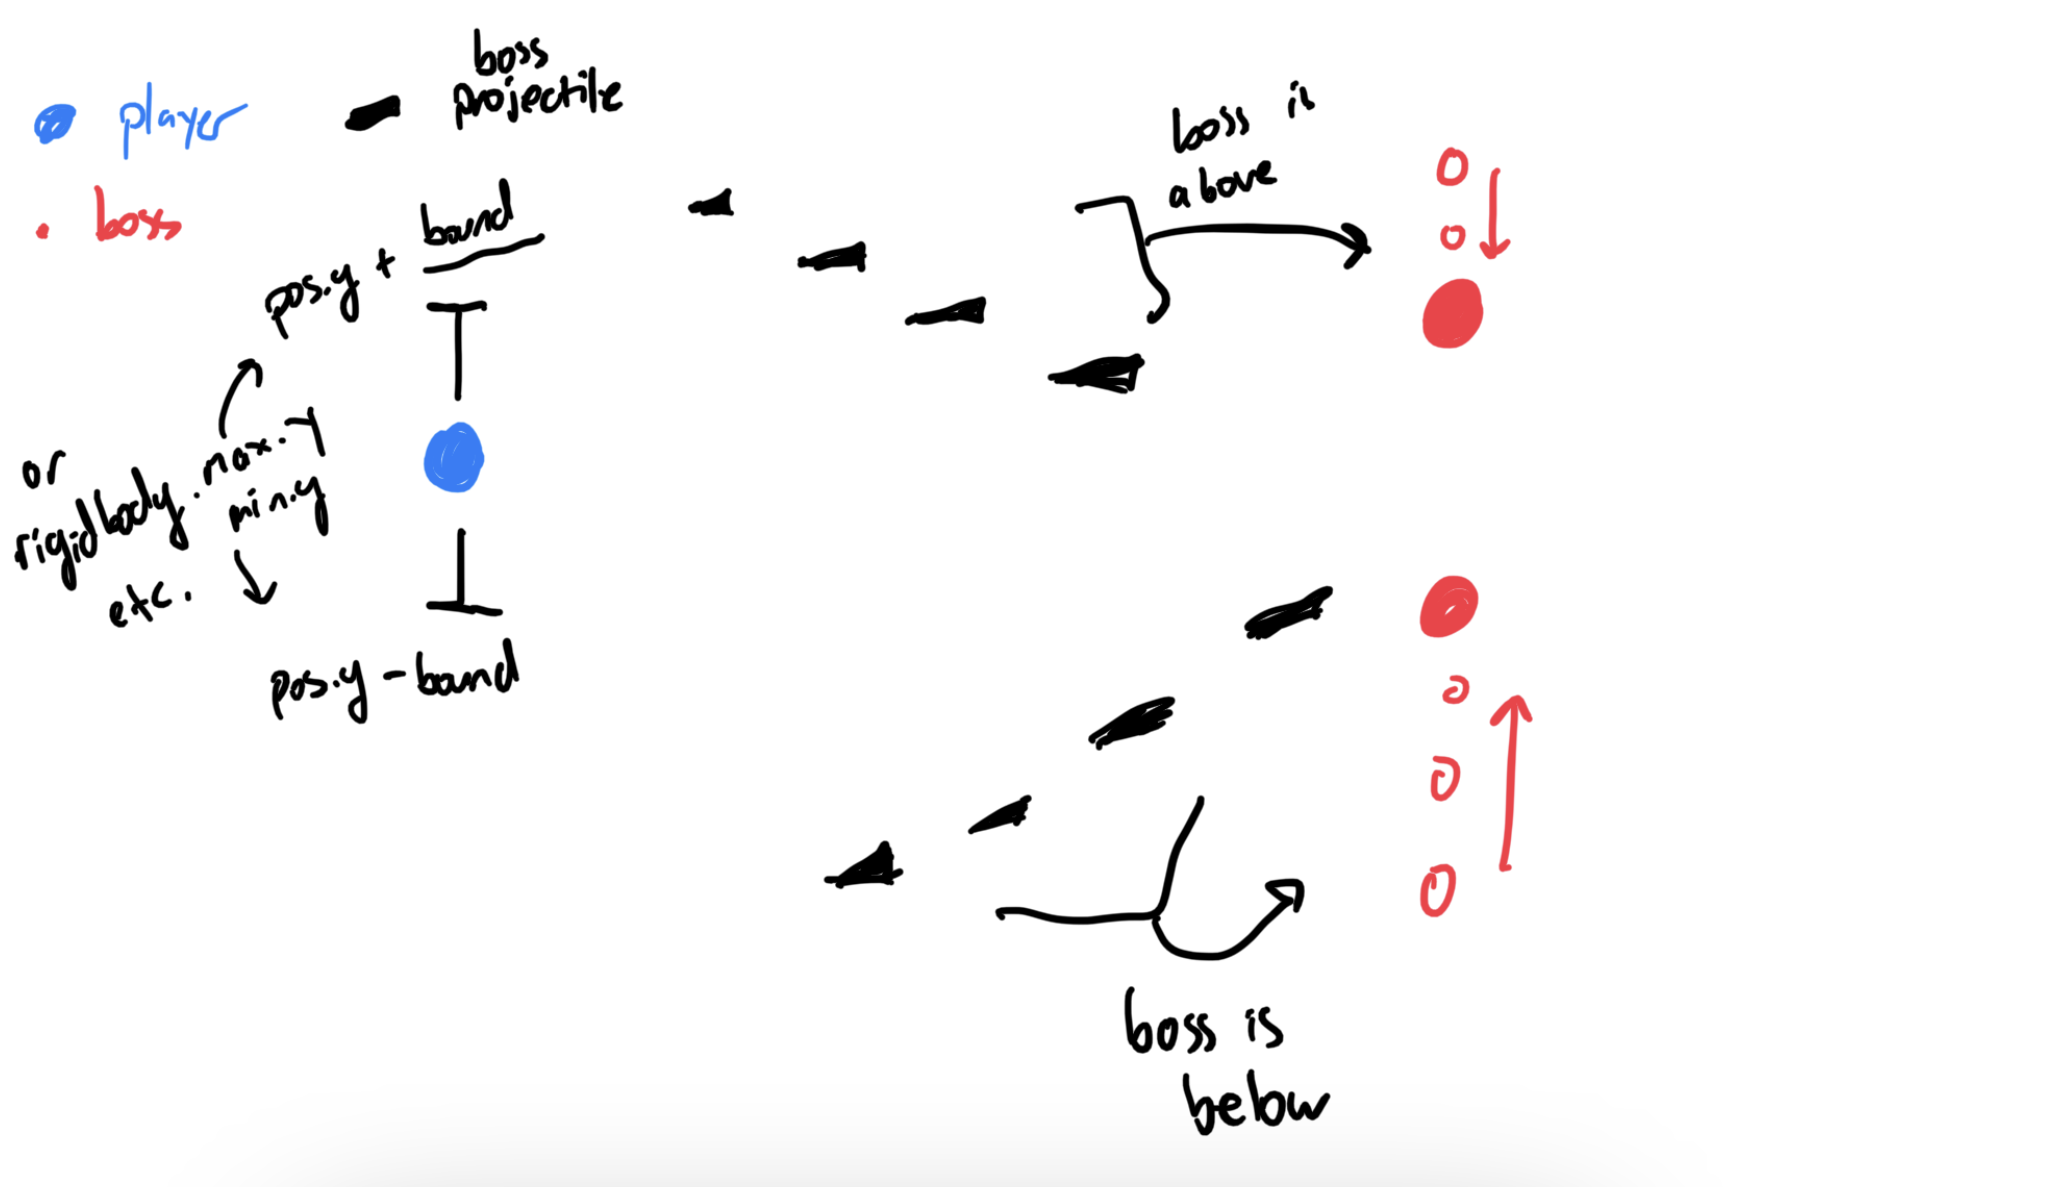 player
boss
projectile
boss
pos.y + bound
or
rigidbody.max.y
min.y
etc.
pos.y - bound
boss is
above
boss is
below